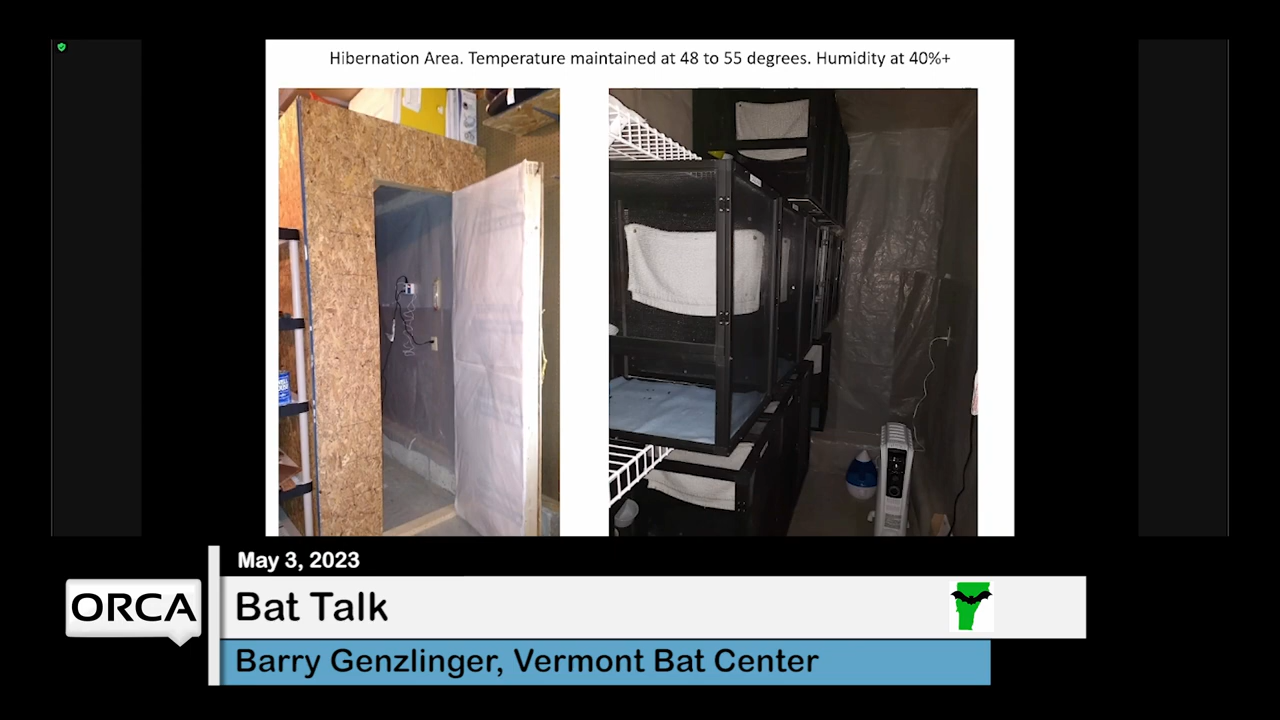 Hibernation Area. Temperature maintained at 48 to 55 degrees. Humidity at 40%+
May 3, 2023
ORCA
Bat Talk
Barry Genzlinger, Vermont Bat Center